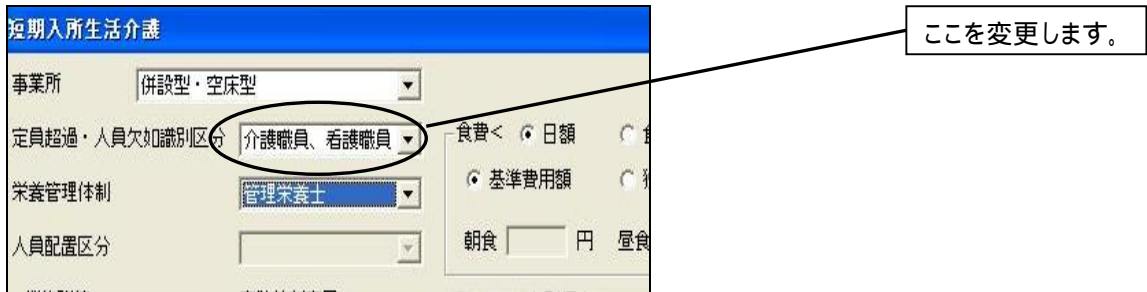 短期入所生活介護
ここを変更します。
事業所 併設型・空床型
定員超過・人員欠如識別区分 介護職員、看護職員
食費< 日額
栄養管理体制 管理栄養士
基準費用額
人員配置区分
朝食 円 昼食